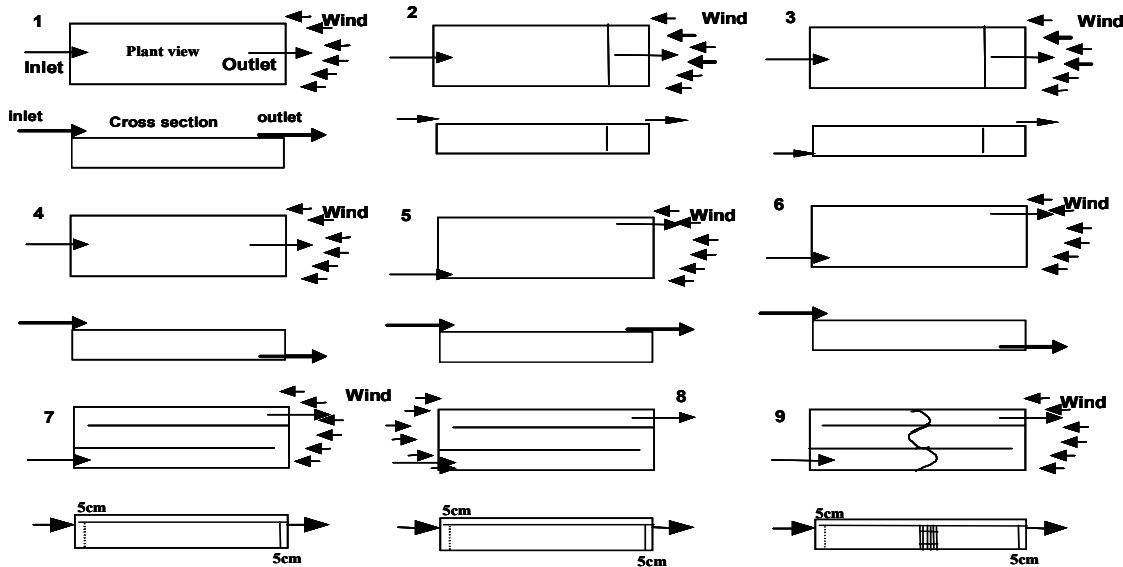 1
Wind
Plant view
Inlet
Outlet
inlet
Cross section
outlet
2
Wind
3
Wind
4
Wind
5
Wind
6
Wind
7
Wind
5cm
5cm
8
5cm
5cm
9
Wind
5cm
5cm